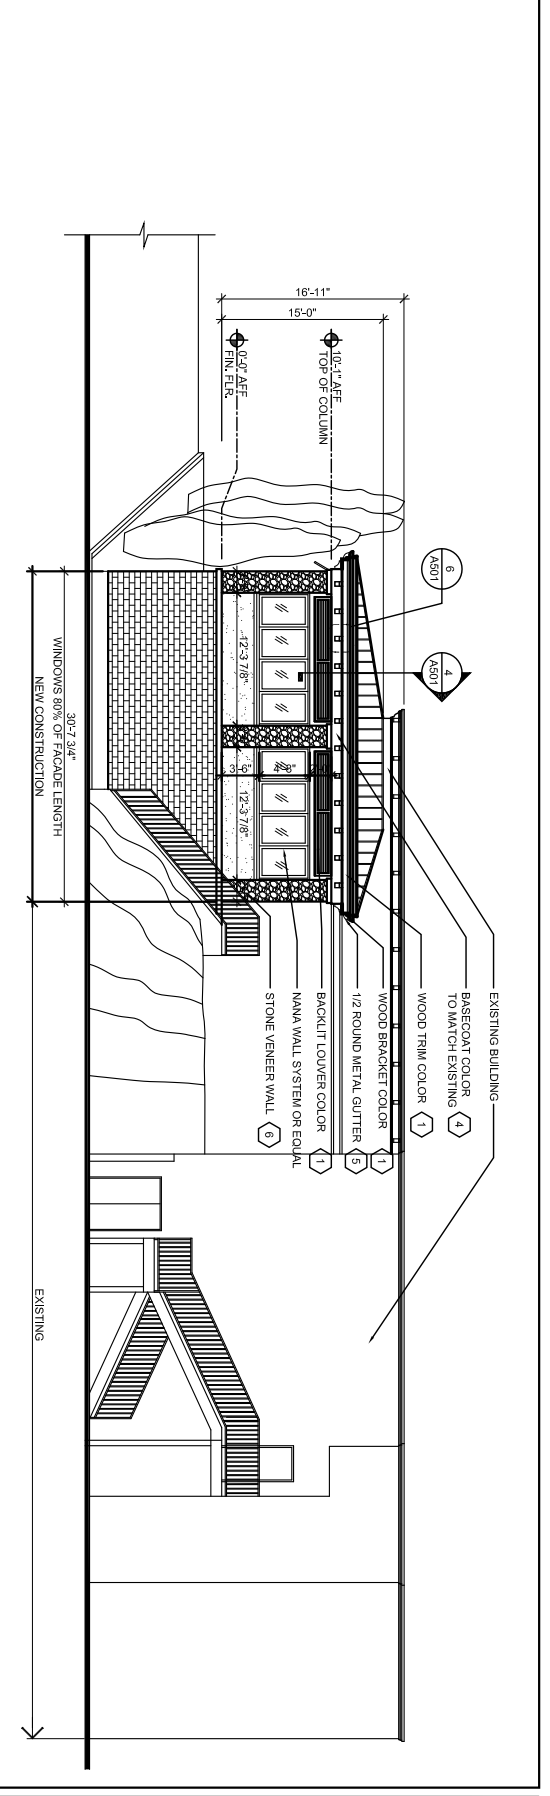 16'-11"
15'-0"
10'-1" AFF
TOP OF COLUMN
0'-0" AFF
FIN. FLR.
6
A501
4
A501
12'-3 7/8"
12'-3 7/8"
3'-6"
30'-7 3/4"
WINDOWS 80% OF FACADE LENGTH
NEW CONSTRUCTION
EXISTING BUILDING
BASECOAT COLOR
TO MATCH EXISTING
4
WOOD TRIM COLOR
1
WOOD BRACKET COLOR
1
1/2 ROUND METAL GUTTER
5
BACKLIT LOUVER COLOR
1
NANA WALL SYSTEM OR EQUAL
STONE VENEER WALL
6
EXISTING